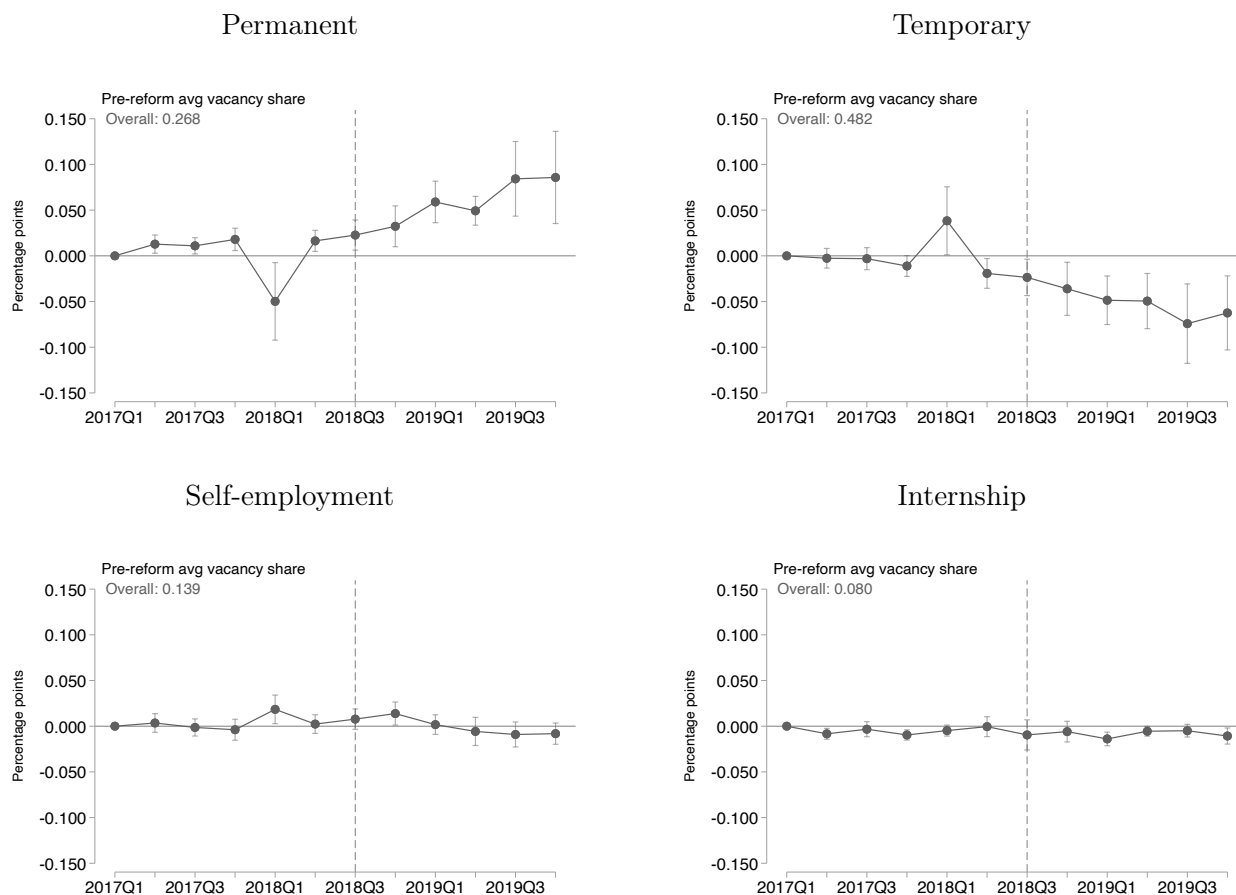 Permanent
Pre-reform avg vacancy share
Overall: 0.268
Percentage points
0.150
0.100
0.050
0.000
-0.050
-0.100
-0.150
2017Q1 2017Q3 2018Q1 2018Q3 2019Q1 2019Q3
Temporary
Pre-reform avg vacancy share
Overall: 0.482
Percentage points
0.150
0.100
0.050
0.000
-0.050
-0.100
-0.150
2017Q1 2017Q3 2018Q1 2018Q3 2019Q1 2019Q3
Self-employment
Pre-reform avg vacancy share
Overall: 0.139
Percentage points
0.150
0.100
0.050
0.000
-0.050
-0.100
-0.150
2017Q1 2017Q3 2018Q1 2018Q3 2019Q1 2019Q3
Internship
Pre-reform avg vacancy share
Overall: 0.080
Percentage points
0.150
0.100
0.050
0.000
-0.050
-0.100
-0.150
2017Q1 2017Q3 2018Q1 2018Q3 2019Q1 2019Q3